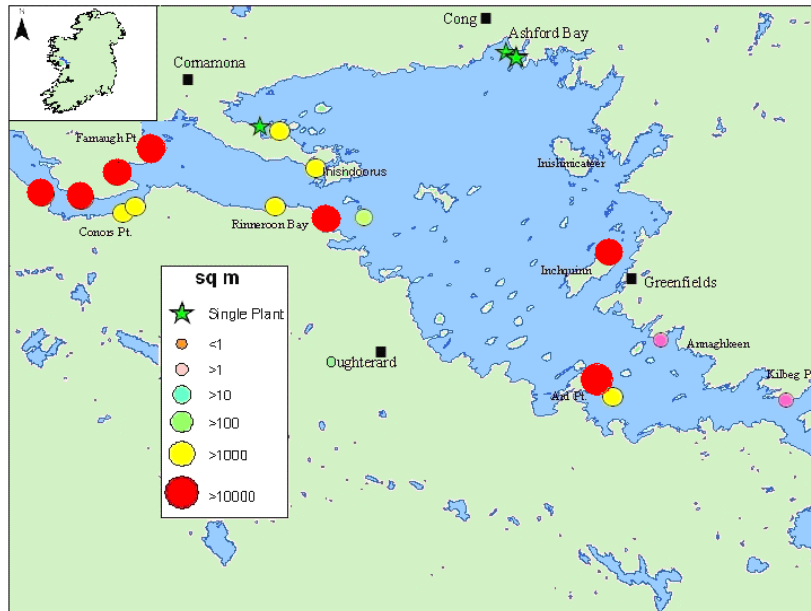 N
Cong
Ashford Bay
Cornamona
Farnaugh Pt.
Inishdoorus
Inishmicatreer
Conors Pt.
Rinneroon Bay
Inchquinn
Greenfields
Annaghkeen
Oughterard
Kilbeg P
Ard Pt.
sq m
Single Plant
<1
>1
>10
>100
>1000
>10000